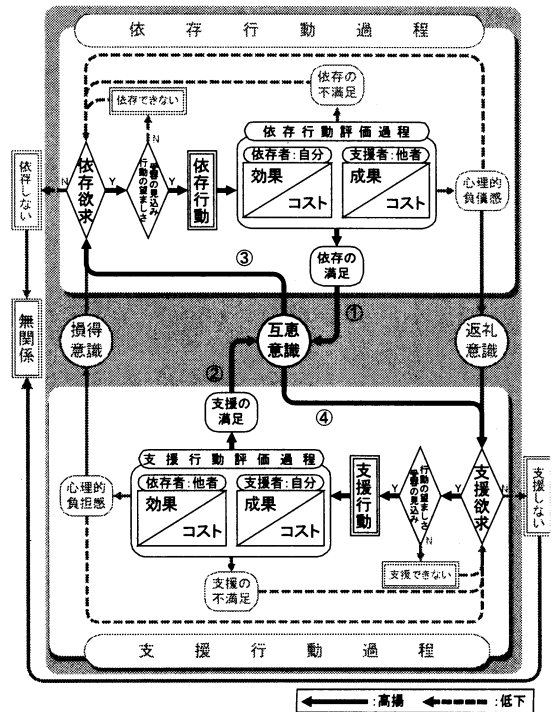 依存行動過程
依存の
不満足
依存できない
依存行動評価過程
依存者:自分
支援者:他者
効果
コスト
成果
コスト
依存しない
N
依存欲求
Y
N
受容の見込み
行動の望ましさ
Y
依存行動
心理的
負債感
依存の
満足
③
①
無関係
損得
意識
互恵
意識
返礼
意識
②
④
支援の
満足
支援行動評価過程
依存者:他者
支援者:自分
効果
コスト
成果
コスト
心理的
負担感
支援行動
Y
行動の望ましさ
受容の見込み
N
Y
支援欲求
N
支援しない
支援できない
支援の
不満足
支援行動過程
:高揚
:低下